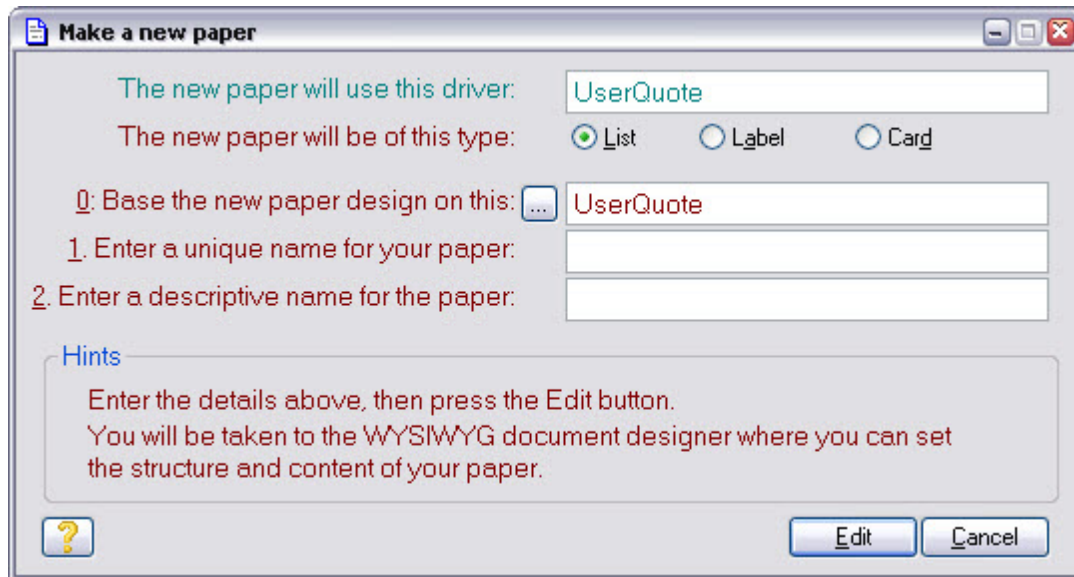 Make a new paper
The new paper will use this driver: UserQuote
The new paper will be of this type: List Label Card
0: Base the new paper design on this: ... UserQuote
1. Enter a unique name for your paper:
2. Enter a descriptive name for the paper:
Hints
Enter the details above, then press the Edit button.
You will be taken to the WYSIWYG document designer where you can set
the structure and content of your paper.
? Edit Cancel